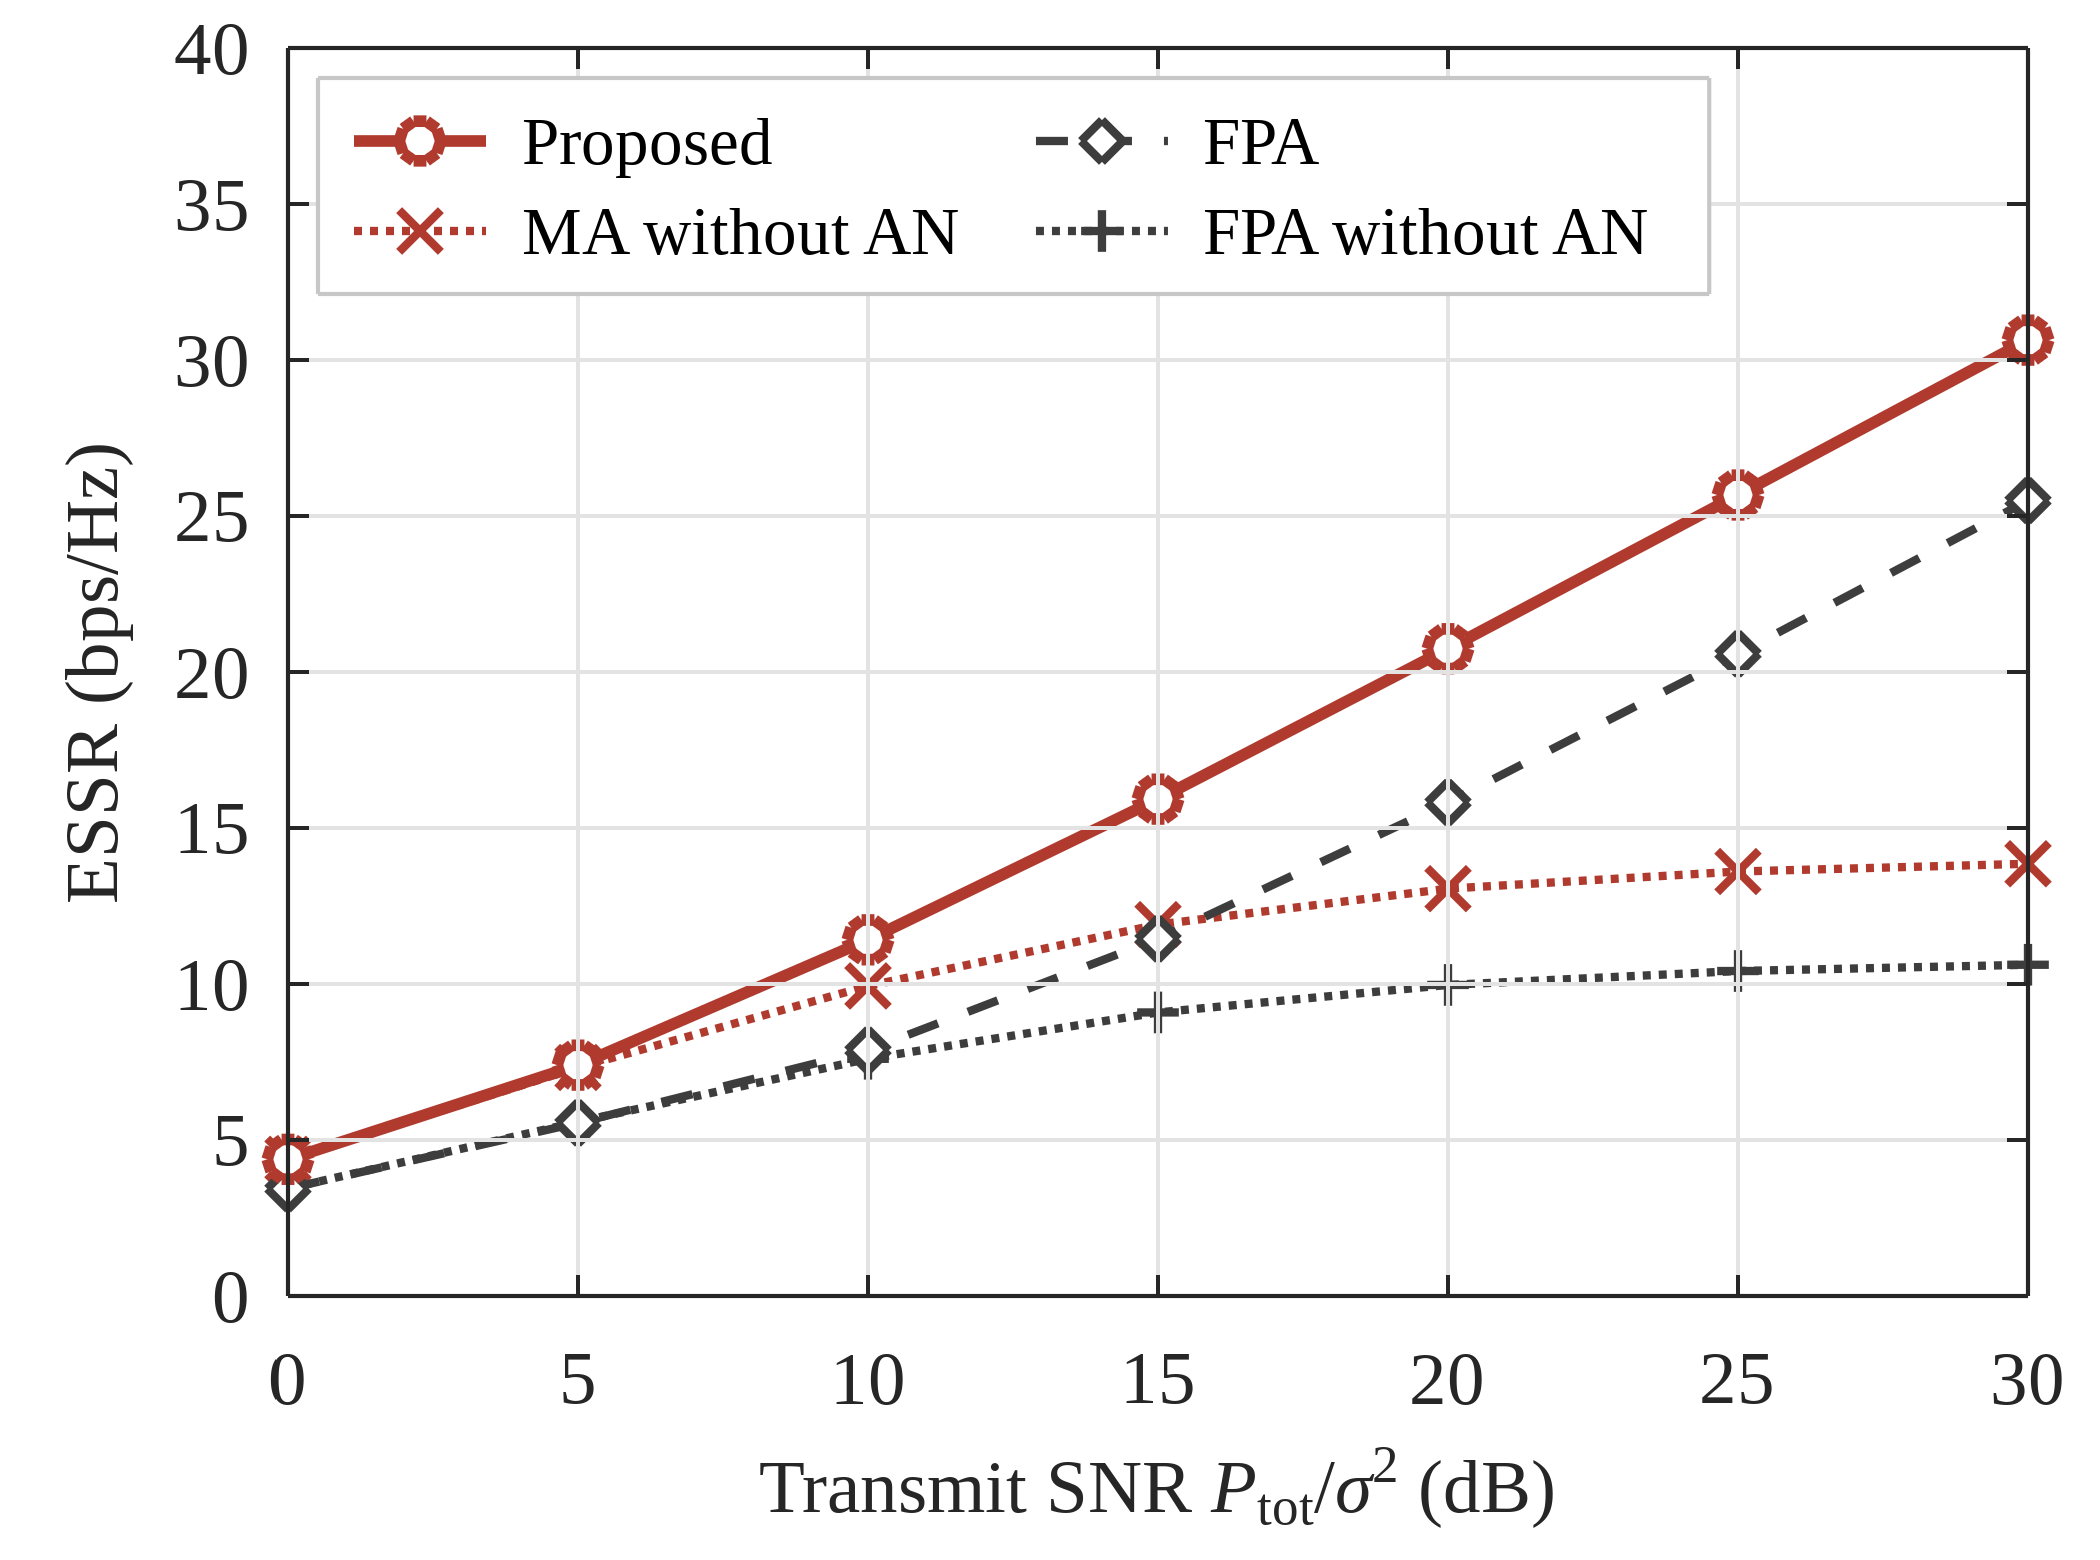 40
35
30
25
20
15
10
5
0
ESSR (bps/Hz)
Proposed
MA without AN
FPA
FPA without AN
0 5 10 15 20 25 30
Transmit SNR P_tot/σ² (dB)